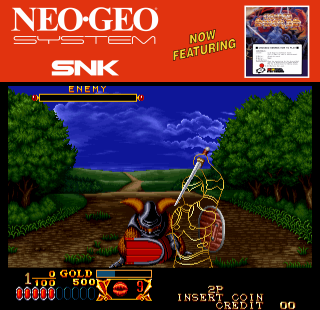 NEO•GEO
SYSTEM
SNK
NOW
FEATURING
ENEMY
1 0 GOLD
100 500
9
2P
INSERT COIN
CREDIT 00